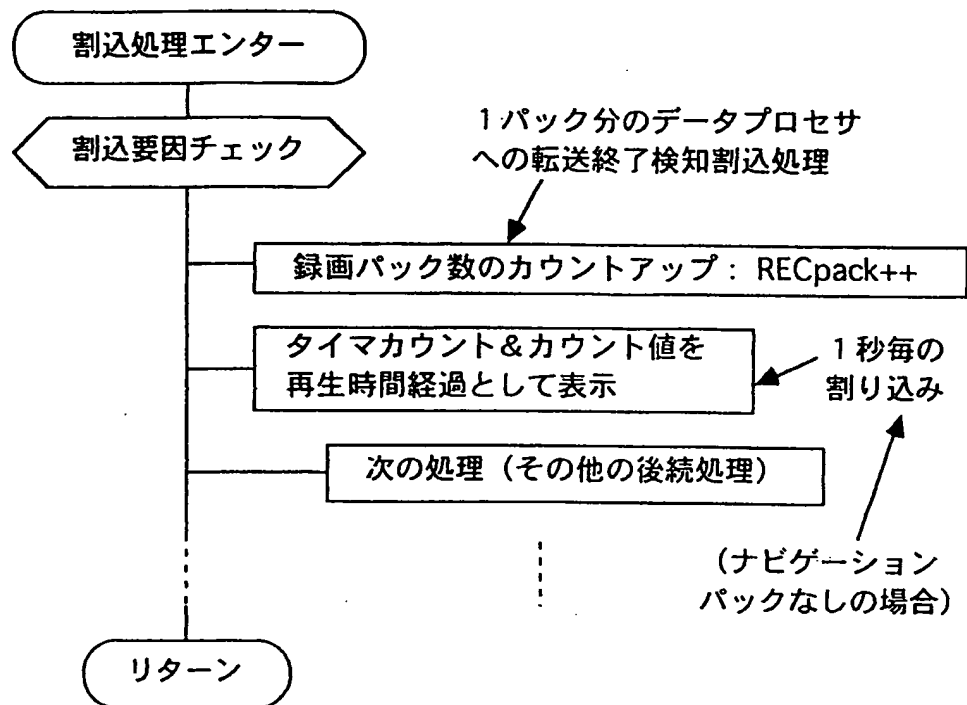 割込処理エンター
割込要因チェック
1パック分のデータプロセサ
への転送終了検知割込処理
録画パック数のカウントアップ: RECpack++
タイマカウント&カウント値を
再生時間経過として表示
1秒毎の
割り込み
次の処理（その他の後続処理）
（ナビゲーション
パックなしの場合）
リターン